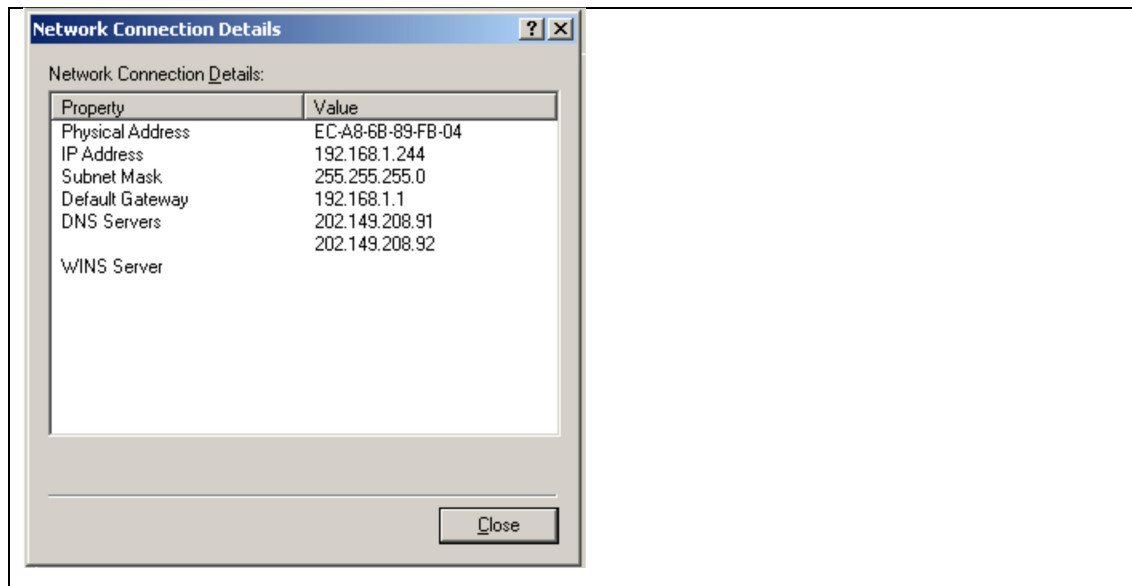 Network Connection Details
Network Connection Details:
Property Value
Physical Address EC-A8-6B-89-FB-04
IP Address 192.168.1.244
Subnet Mask 255.255.255.0
Default Gateway 192.168.1.1
DNS Servers 202.149.208.91
202.149.208.92
WINS Server
Close